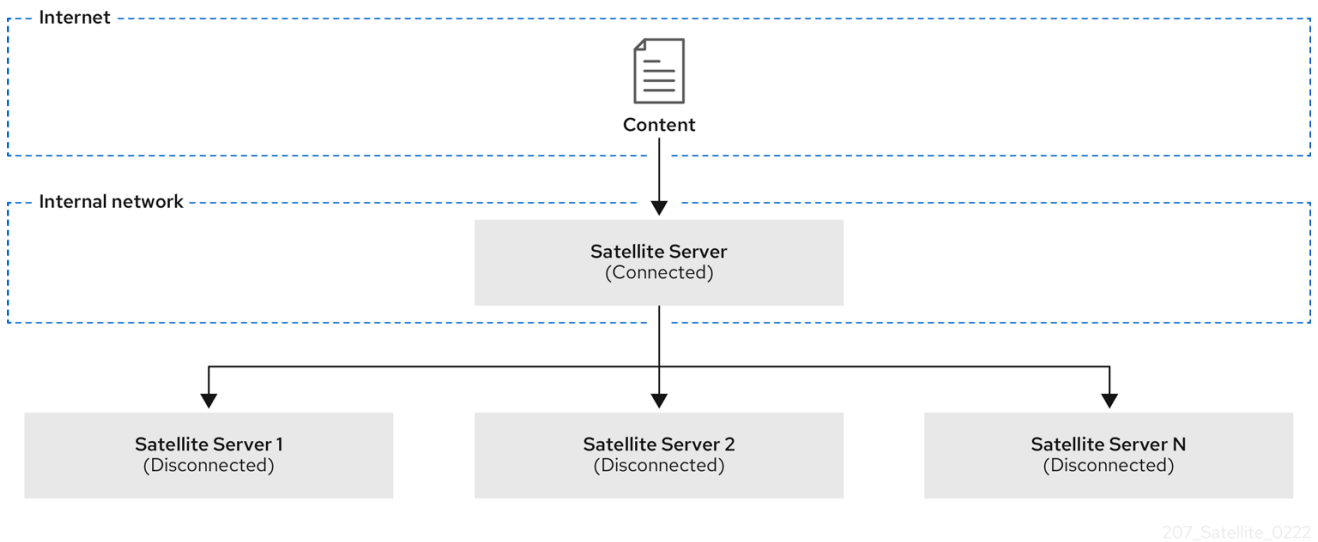 Internet
Content
Internal network
Satellite Server
(Connected)
Satellite Server 1
(Disconnected)
Satellite Server 2
(Disconnected)
Satellite Server N
(Disconnected)
207_Satellite_0222